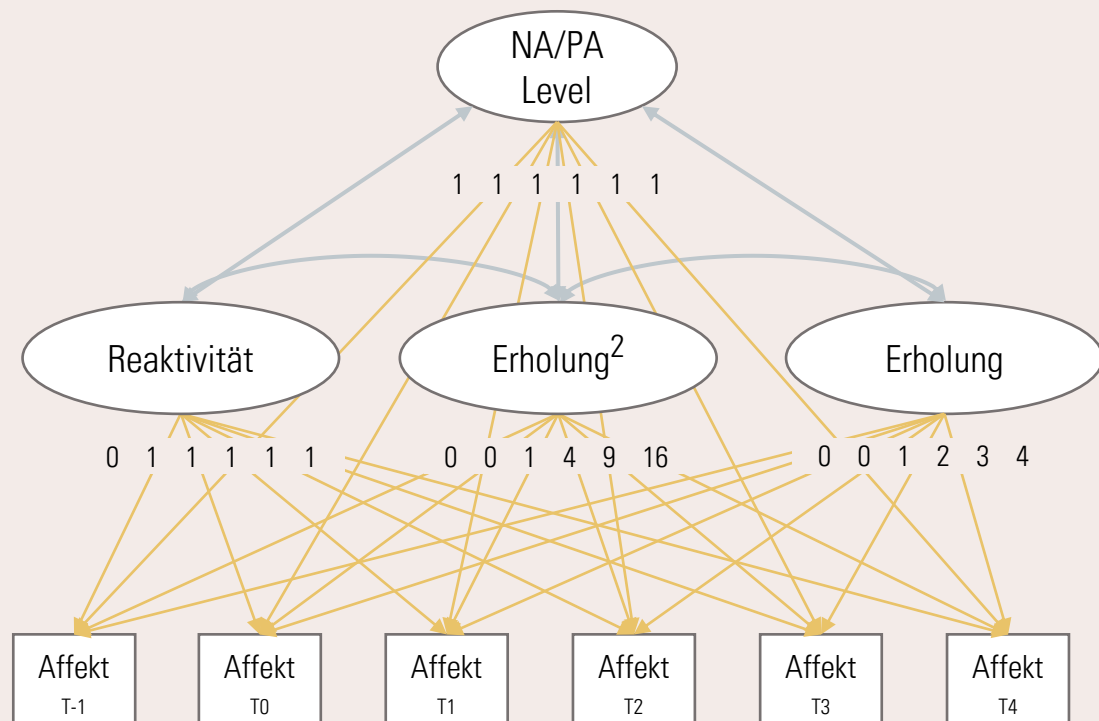 NA/PA
Level
1 1 1 1 1 1
Reaktivität
Erholung²
Erholung
0 1 1 1 1 1
0 0 1 4 9 16
0 0 1 2 3 4
Affekt
T-1
Affekt
T0
Affekt
T1
Affekt
T2
Affekt
T3
Affekt
T4